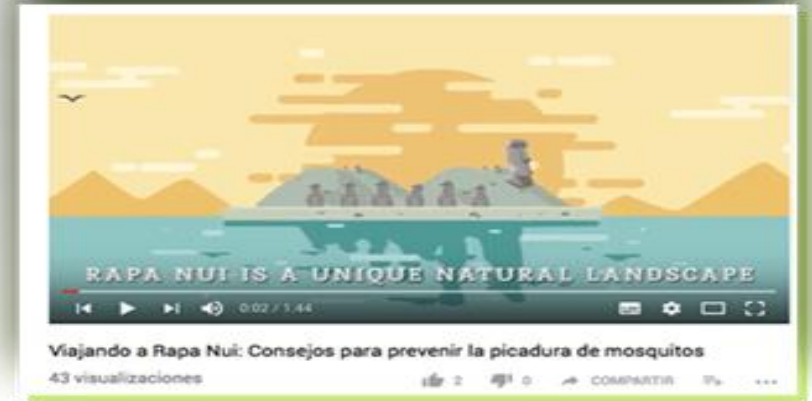 RAPA NUI IS A UNIQUE NATURAL LANDSCAPE
0:02 / 1:44
Viajando a Rapa Nui: Consejos para prevenir la picadura de mosquitos
43 visualizaciones
2
0
COMPARTIR